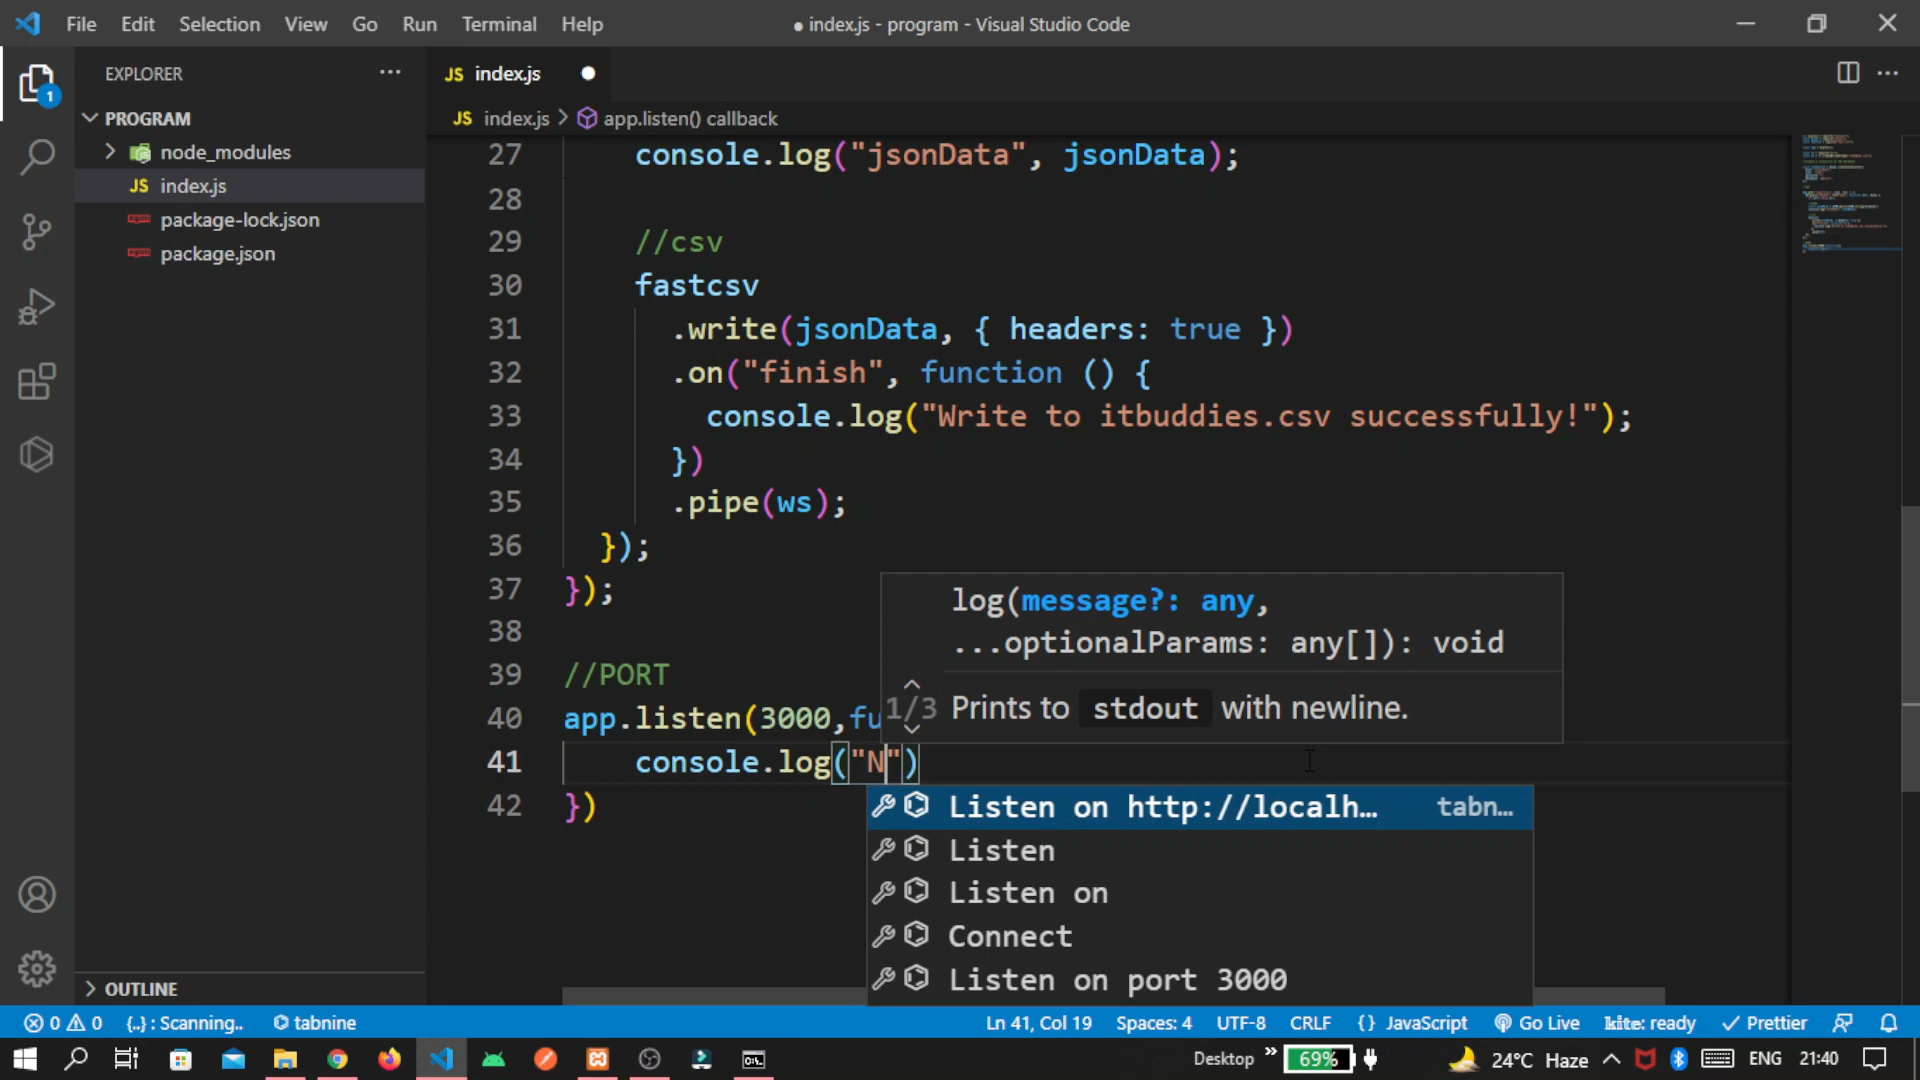 File Edit Selection View Go Run Terminal Help
● index.js - program - Visual Studio Code
EXPLORER
1
PROGRAM
node_modules
JS index.js
package-lock.json
package.json
OUTLINE
JS index.js
JS index.js > app.listen() callback
27 console.log("jsonData", jsonData);
28
29 //csv
30 fastcsv
31 .write(jsonData, { headers: true })
32 .on("finish", function () {
33 console.log("Write to itbuddies.csv successfully!");
34 })
35 .pipe(ws);
36 });
37 });
38
39 //PORT
40 app.listen(3000,fu
41 console.log("N")
42 })
log(message?: any,
...optionalParams: any[]): void
1/3 Prints to stdout with newline.
Listen on http://localh... tabn...
Listen
Listen on
Connect
Listen on port 3000
0 0 {..} : Scanning.. tabnine
Ln 41, Col 19 Spaces: 4 UTF-8 CRLF {} JavaScript Go Live kite: ready Prettier
Desktop » 69% 24°C Haze ENG 21:40